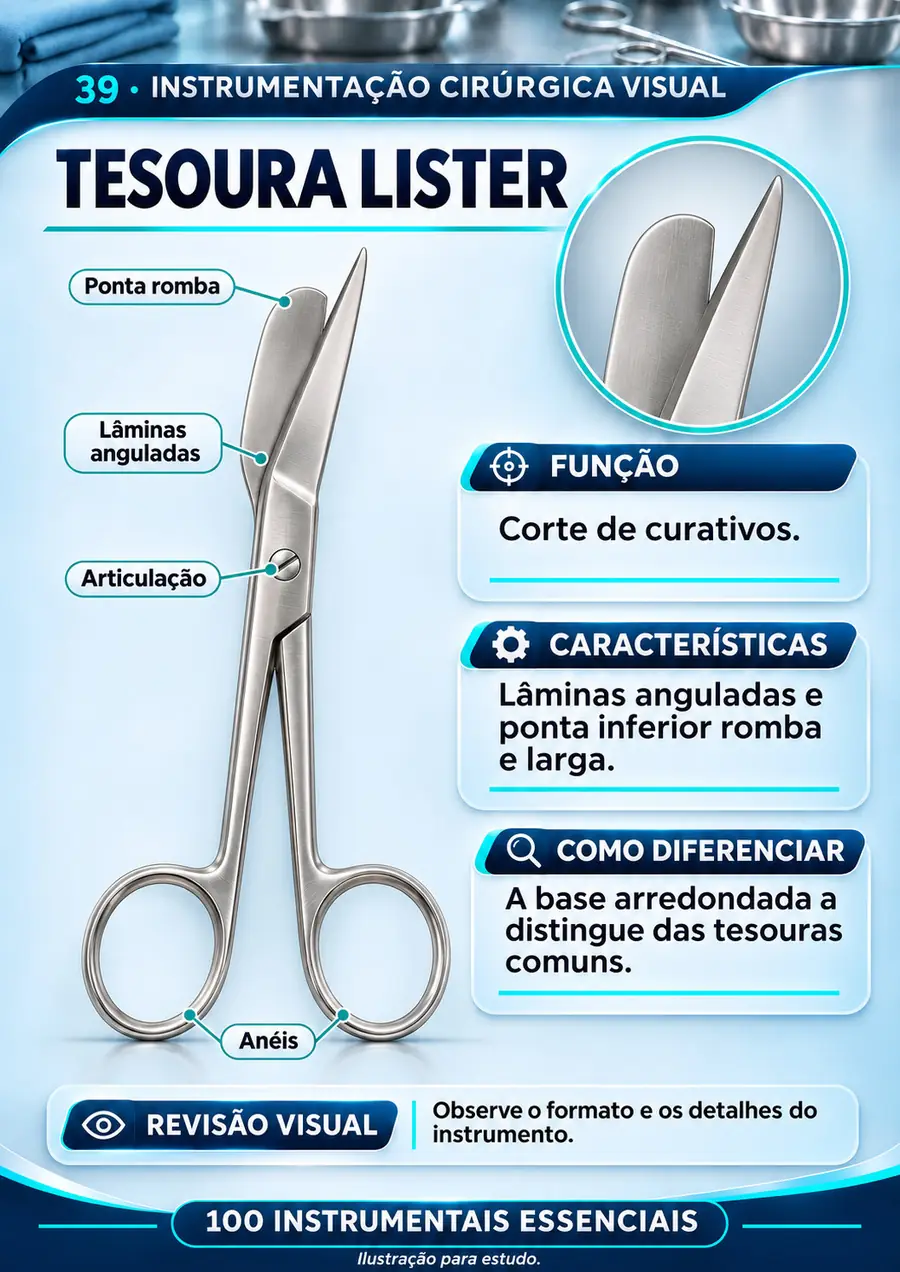 39 · INSTRUMENTAÇÃO CIRÚRGICA VISUAL
TESOURA LISTER
Ponta romba
Lâminas
anguladas
Articulação
Anéis
FUNÇÃO
Corte de curativos.
CARACTERÍSTICAS
Lâminas anguladas e
ponta inferior romba
e larga.
COMO DIFERENCIAR
A base arredondada a
distingue das tesouras
comuns.
REVISÃO VISUAL
Observe o formato e os detalhes do
instrumento.
100 INSTRUMENTAIS ESSENCIAIS
Ilustração para estudo.